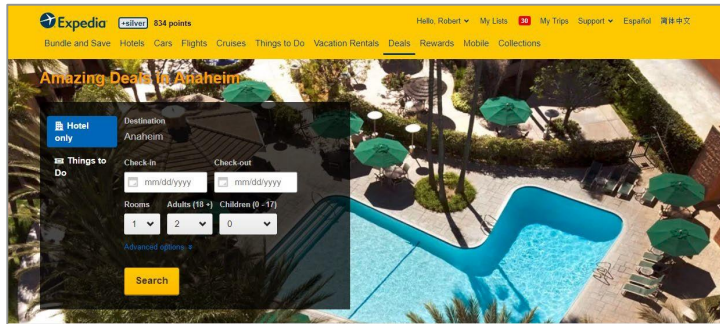 Expedia +silver 834 points Hello, Robert My Lists 30 My Trips Support Español 简体中文
Bundle and Save Hotels Cars Flights Cruises Things to Do Vacation Rentals Deals Rewards Mobile Collections
Amazing Deals in Anaheim
Hotel only
Destination
Anaheim
Things to Do
Check-in Check-out
mm/dd/yyyy mm/dd/yyyy
Rooms Adults (18 +) Children (0 - 17)
1 2 0
Advanced options
Search